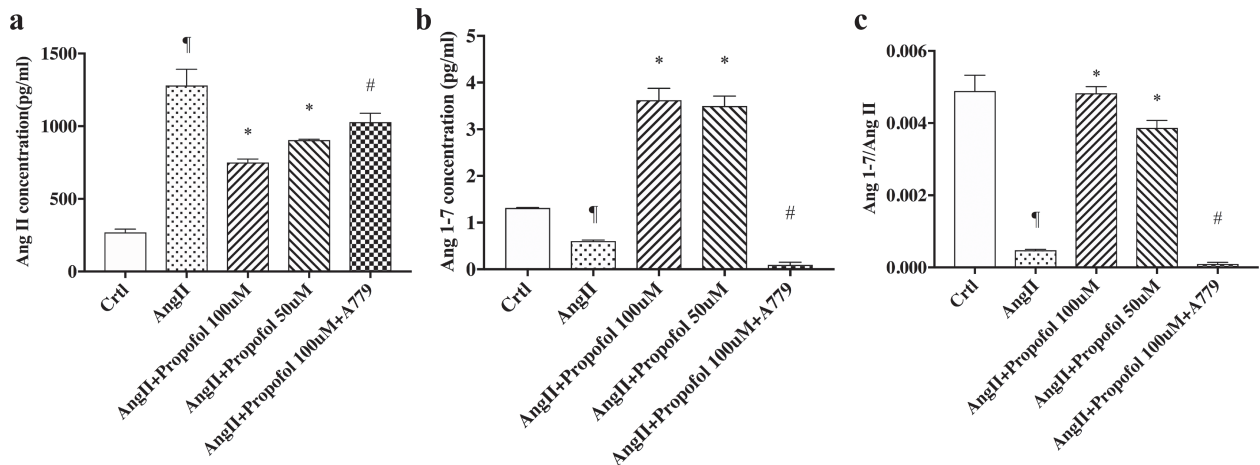 a
Ang II concentration(pg/ml)
1500
1000
500
0
¶
*
*
#
Crtl
AngII
AngII+Propofol 100uM
AngII+Propofol 50uM
AngII+Propofol 100uM+A779
b
Ang 1-7 concentration (pg/ml)
5
4
3
2
1
0
¶
*
*
#
Crtl
AngII
AngII+Propofol 100uM
AngII+Propofol 50uM
AngII+Propofol 100uM+A779
c
Ang 1-7/Ang II
0.006
0.004
0.002
0.000
¶
*
*
#
Crtl
AngII
AngII+Propofol 100uM
AngII+Propofol 50uM
AngII+Propofol 100uM+A779